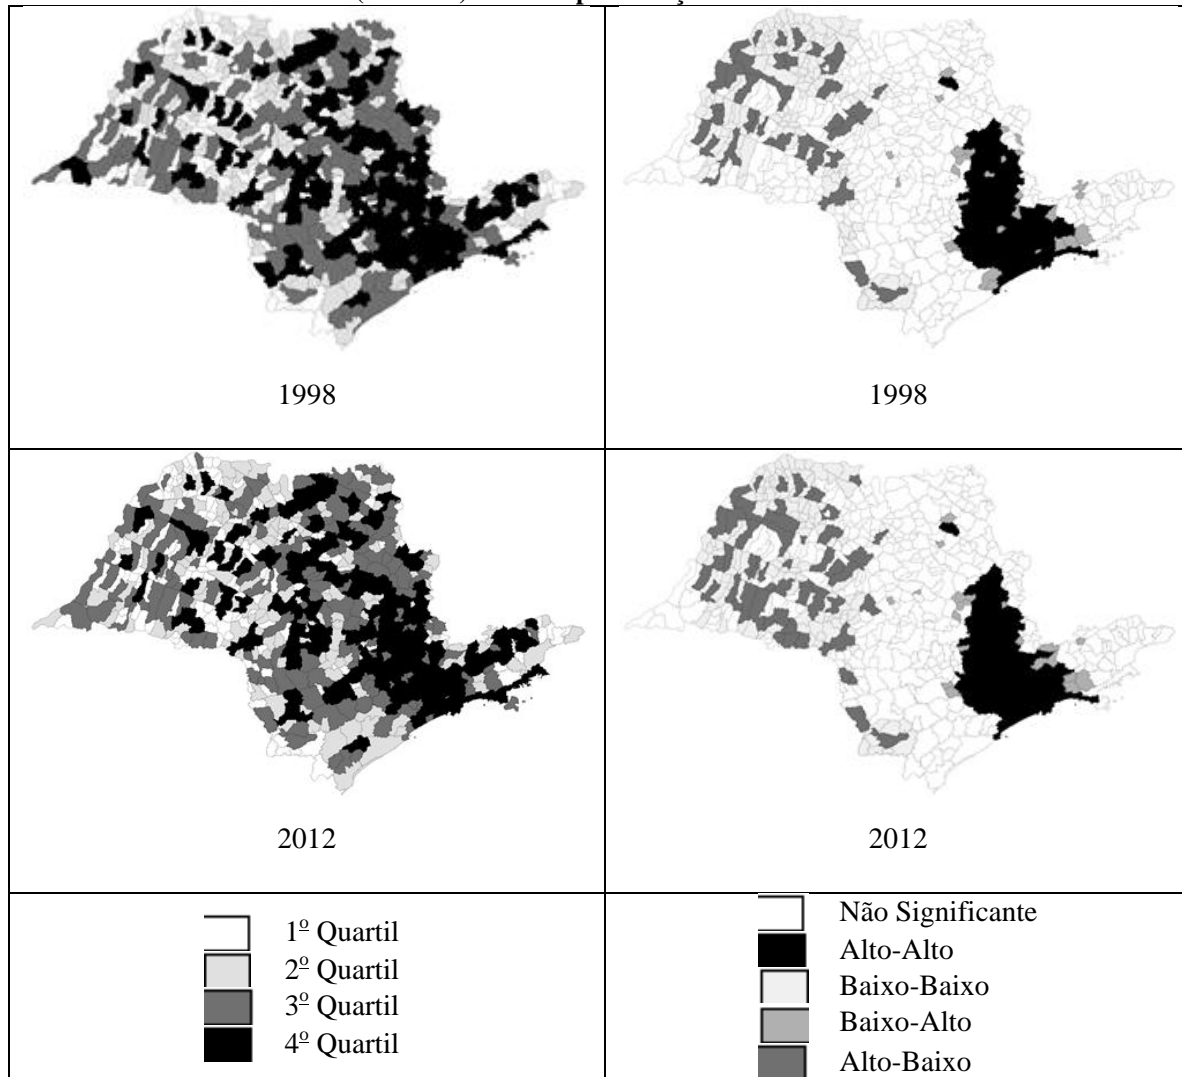 1998
1998
2012
2012
1º Quartil
2º Quartil
3º Quartil
4º Quartil
Não Significante
Alto-Alto
Baixo-Baixo
Baixo-Alto
Alto-Baixo